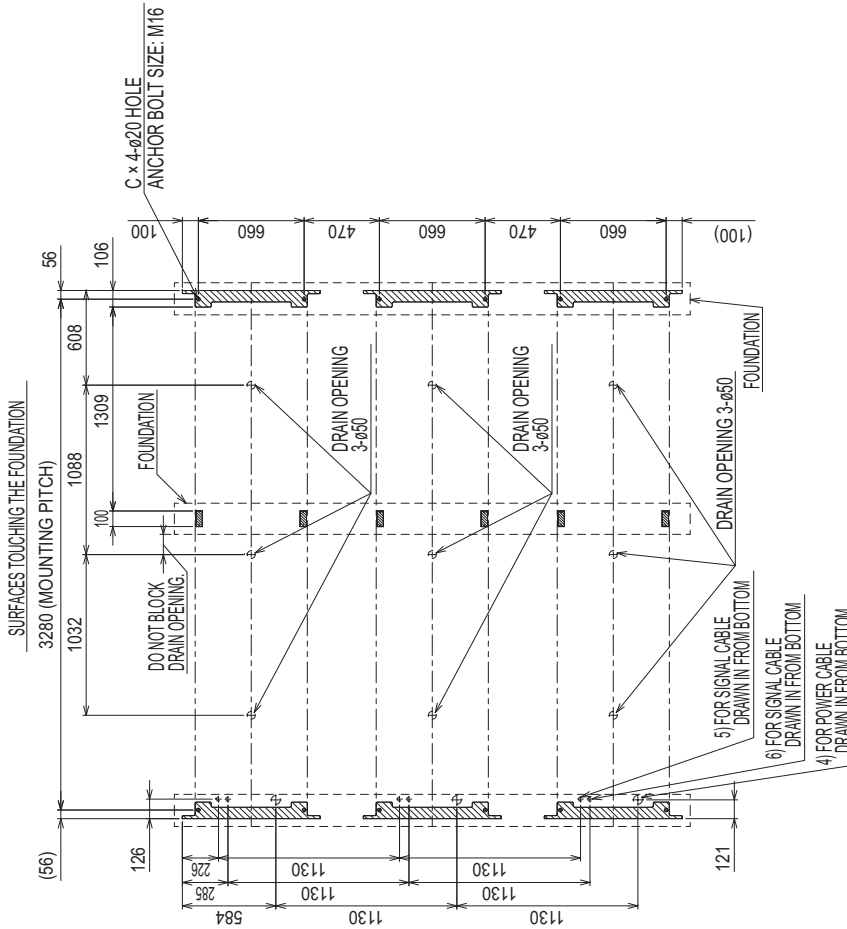 SURFACES TOUCHING THE FOUNDATION
3280 (MOUNTING PITCH)
(56)
56
1032
1088
608
126
DO NOT BLOCK
DRAIN OPENING.
100
1309
106
FOUNDATION
C × 4-ø20 HOLE
ANCHOR BOLT SIZE: M16
100
660
470
660
470
660
(100)
DRAIN OPENING
3-ø50
DRAIN OPENING
3-ø50
DRAIN OPENING 3-ø50
FOUNDATION
226
1130
1130
285
1130
1130
584
1130
1130
121
5) FOR SIGNAL CABLE
DRAWN IN FROM BOTTOM
6) FOR SIGNAL CABLE
DRAWN IN FROM BOTTOM
4) FOR POWER CABLE
DRAWN IN FROM BOTTOM